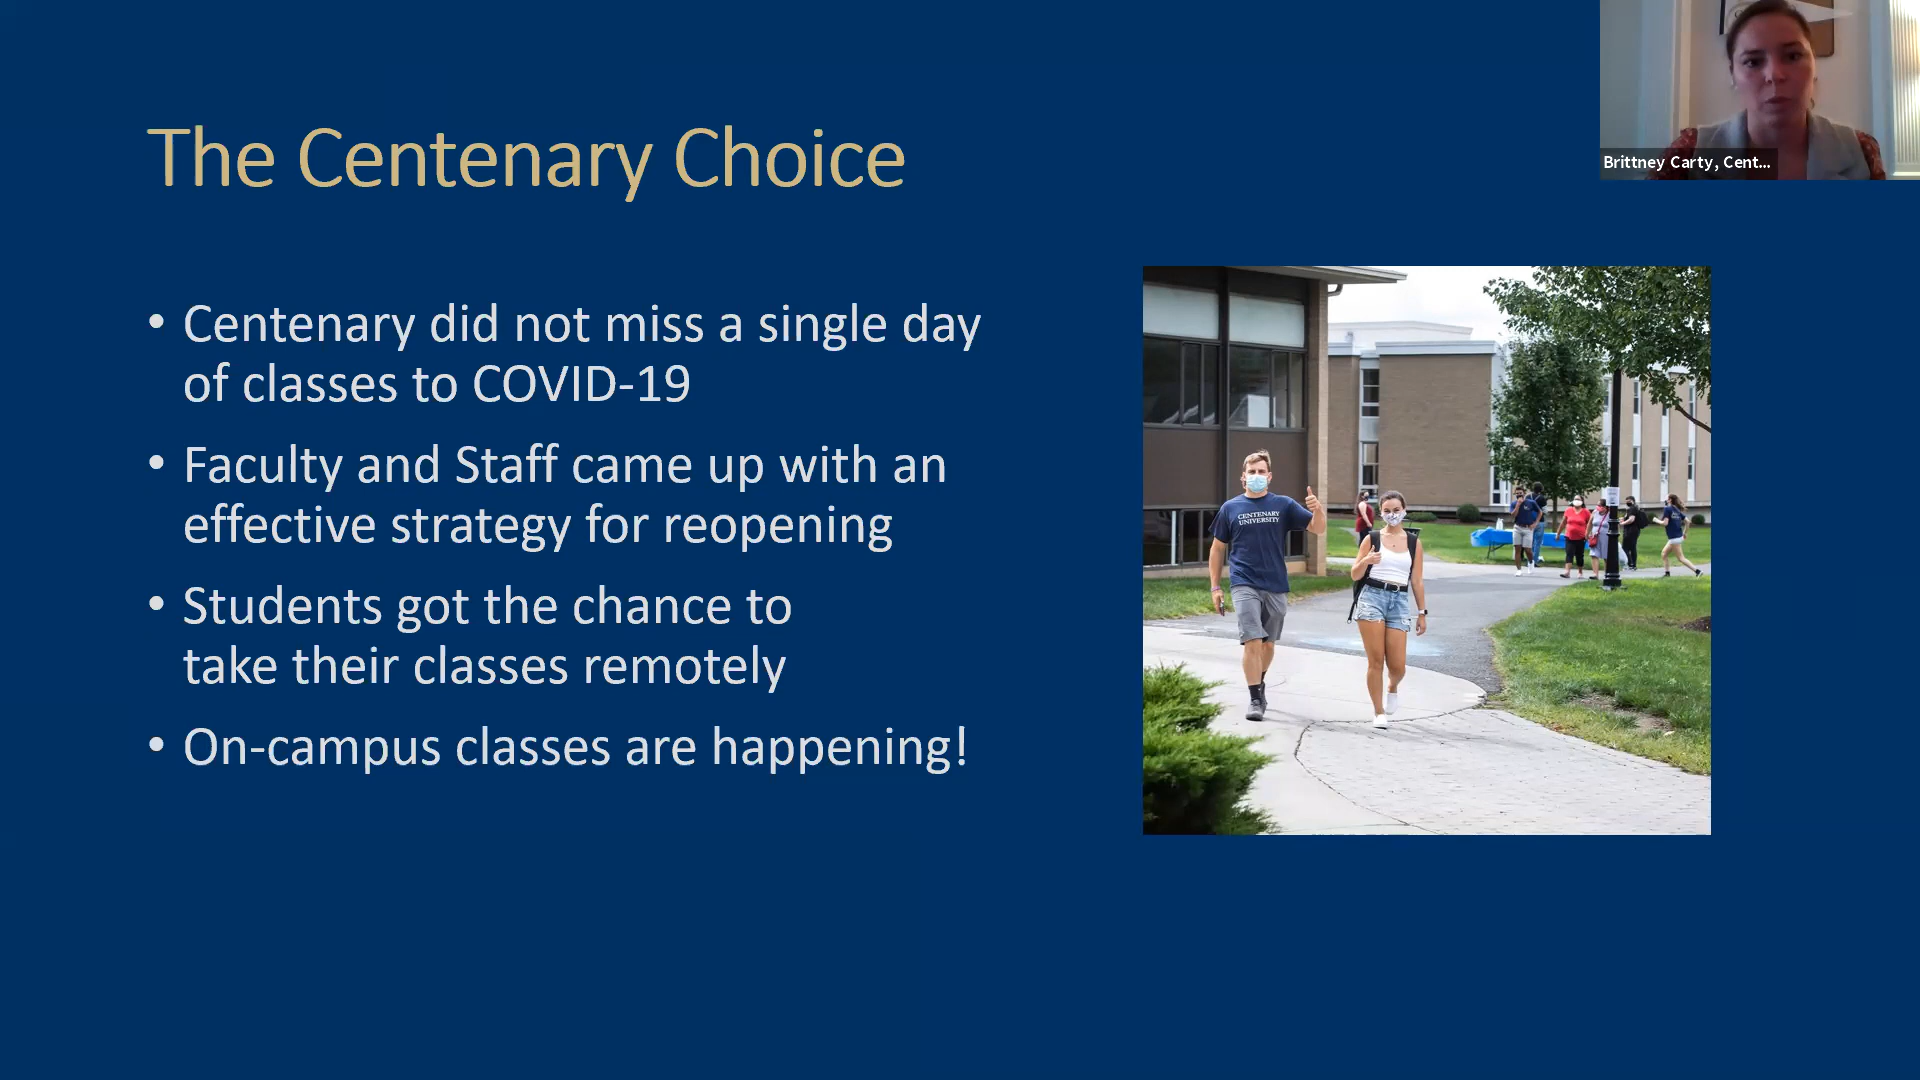 The Centenary Choice
Brittney Carty, Cent...
• Centenary did not miss a single day
of classes to COVID-19
• Faculty and Staff came up with an
effective strategy for reopening
• Students got the chance to
take their classes remotely
• On-campus classes are happening!
CENTENARY
UNIVERSITY